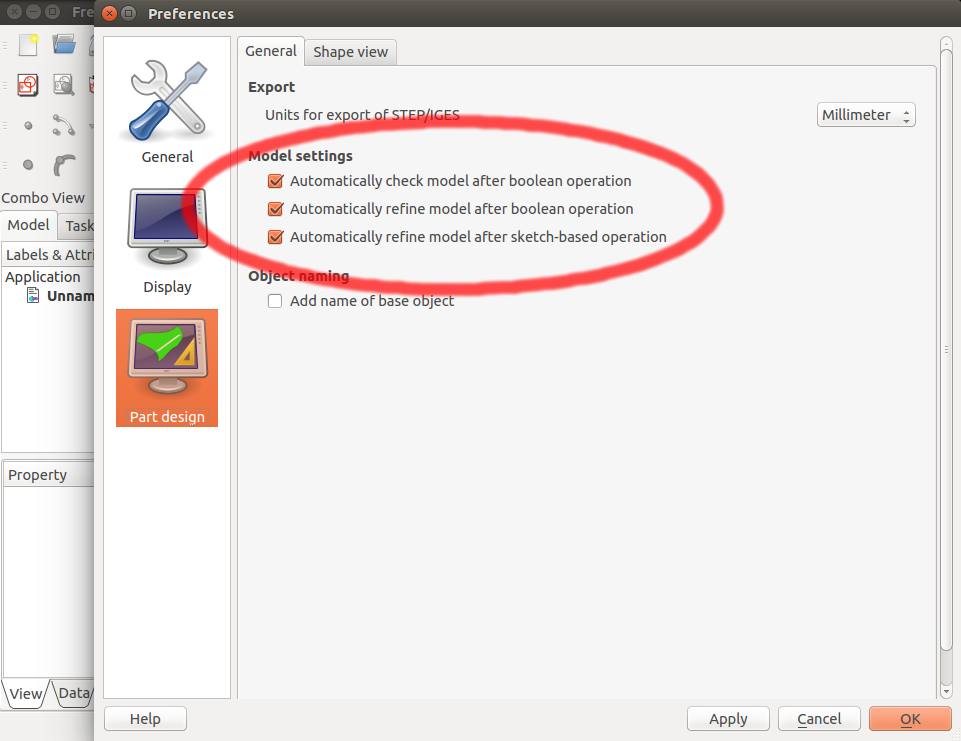 Fre
Preferences
General
Shape view
Export
Units for export of STEP/IGES
Millimeter
Model settings
Automatically check model after boolean operation
Automatically refine model after boolean operation
Automatically refine model after sketch-based operation
Object naming
Add name of base object
General
Display
Part design
Combo View
Model
Task
Labels & Attri
Application
Unnam
Property
View
Data
Help
Apply
Cancel
OK